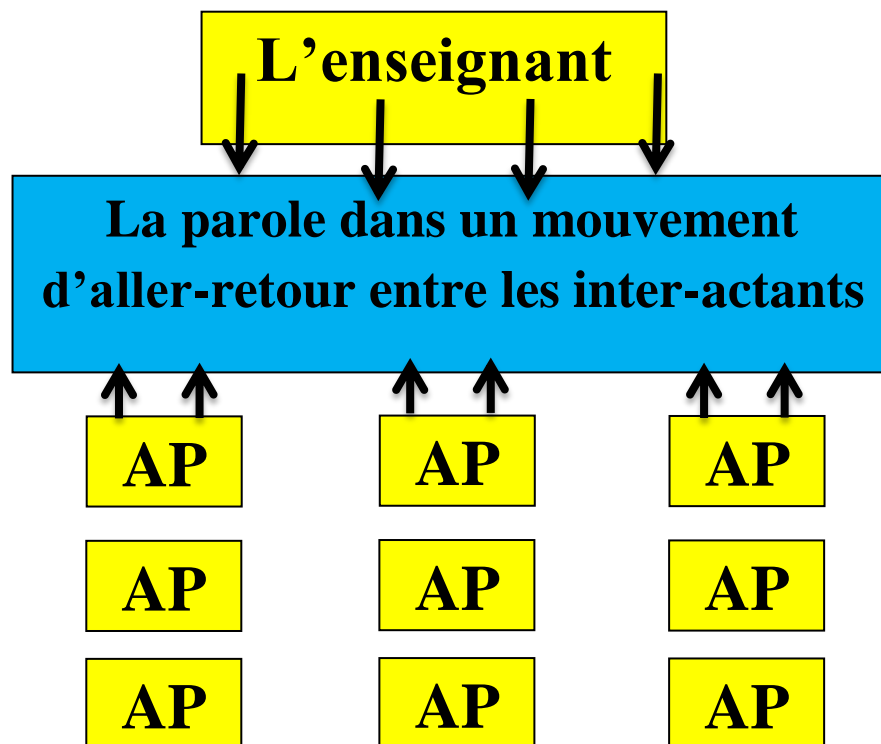 L’enseignant
La parole dans un mouvement
d’aller-retour entre les inter-actants
AP AP AP
AP AP AP
AP AP AP